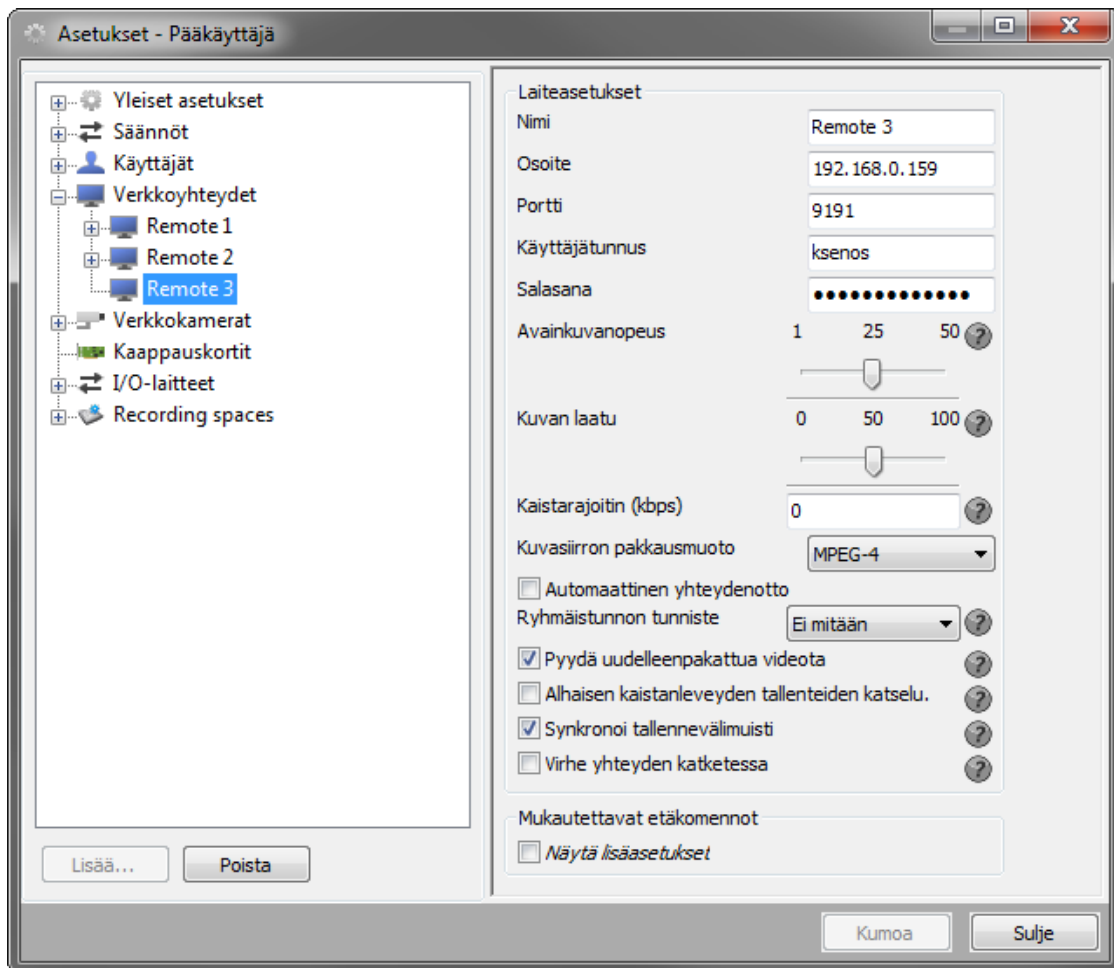 Asetukset - Pääkäyttäjä
Yleiset asetukset
Säännöt
Käyttäjät
Verkkoyhteydet
Remote 1
Remote 2
Remote 3
Verkkokamerat
Kaappauskortit
I/O-laitteet
Recording spaces
Lisää...
Poista
Laiteasetukset
Nimi Remote 3
Osoite 192.168.0.159
Portti 9191
Käyttäjätunnus ksenos
Salasana •••••••••••••
Avainkuvanopeus 1 25 50 ?
Kuvan laatu 0 50 100 ?
Kaistarajoitin (kbps) 0 ?
Kuvasiirron pakkausmuoto MPEG-4
Automaattinen yhteydenotto
Ryhmäistunnon tunniste Ei mitään ?
Pyydä uudelleenpakattua videota ?
Alhaisen kaistanleveyden tallenteiden katselu. ?
Synkronoi tallennevälimuisti ?
Virhe yhteyden katketessa ?
Mukautettavat etäkomennot
Näytä lisäasetukset
Kumoa
Sulje